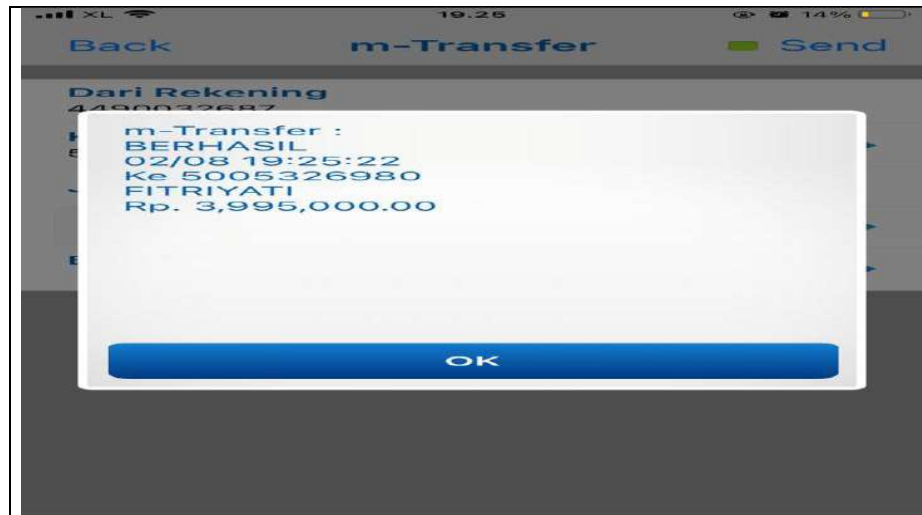 XL 19.25 14%
Back m-Transfer Send
Dari Rekening
4490032687
m-Transfer :
BERHASIL
02/08 19:25:22
Ke 5005326980
FITRIYATI
Rp. 3,995,000.00
OK